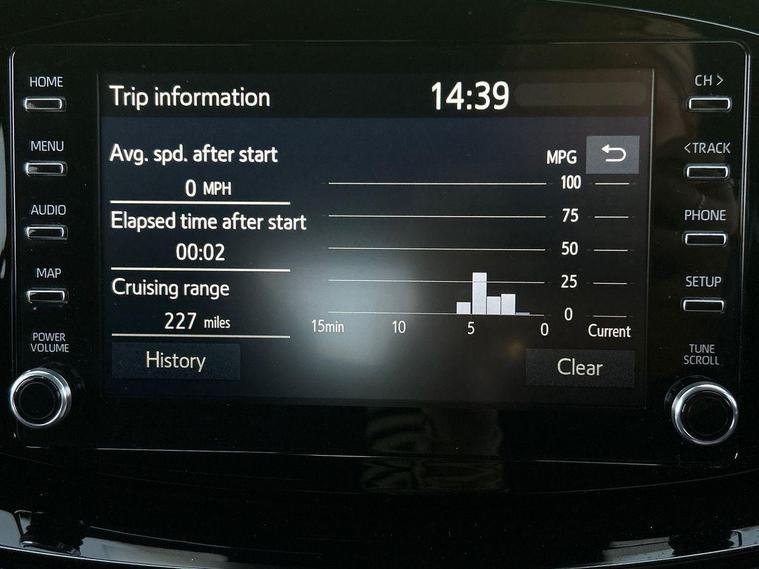 HOME
MENU
AUDIO
MAP
POWER
VOLUME
Trip information
14:39
Avg. spd. after start
0 MPH
Elapsed time after start
00:02
Cruising range
227 miles
MPG
100
75
50
25
0
15min 10 5 0 Current
History
Clear
CH >
< TRACK
PHONE
SETUP
TUNE
SCROLL